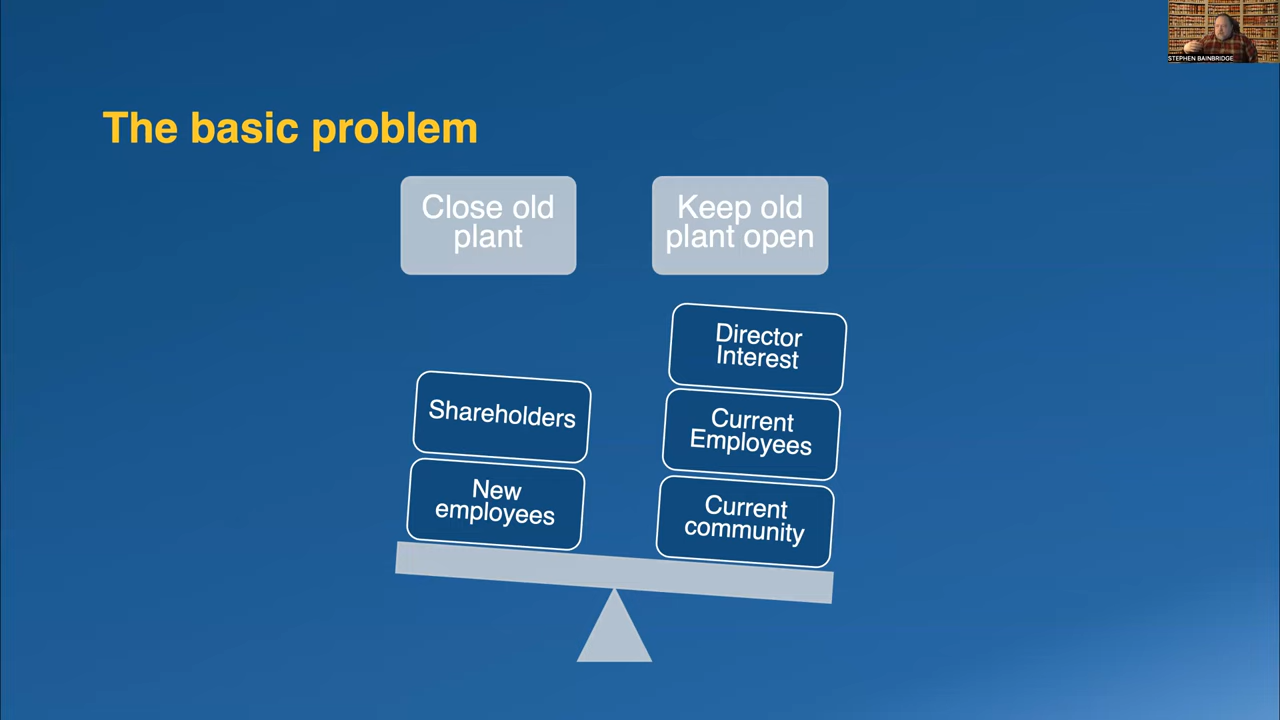 STEPHEN BAINBRIDGE
The basic problem
Close old
plant
Keep old
plant open
Shareholders
New
employees
Director
Interest
Current
Employees
Current
community